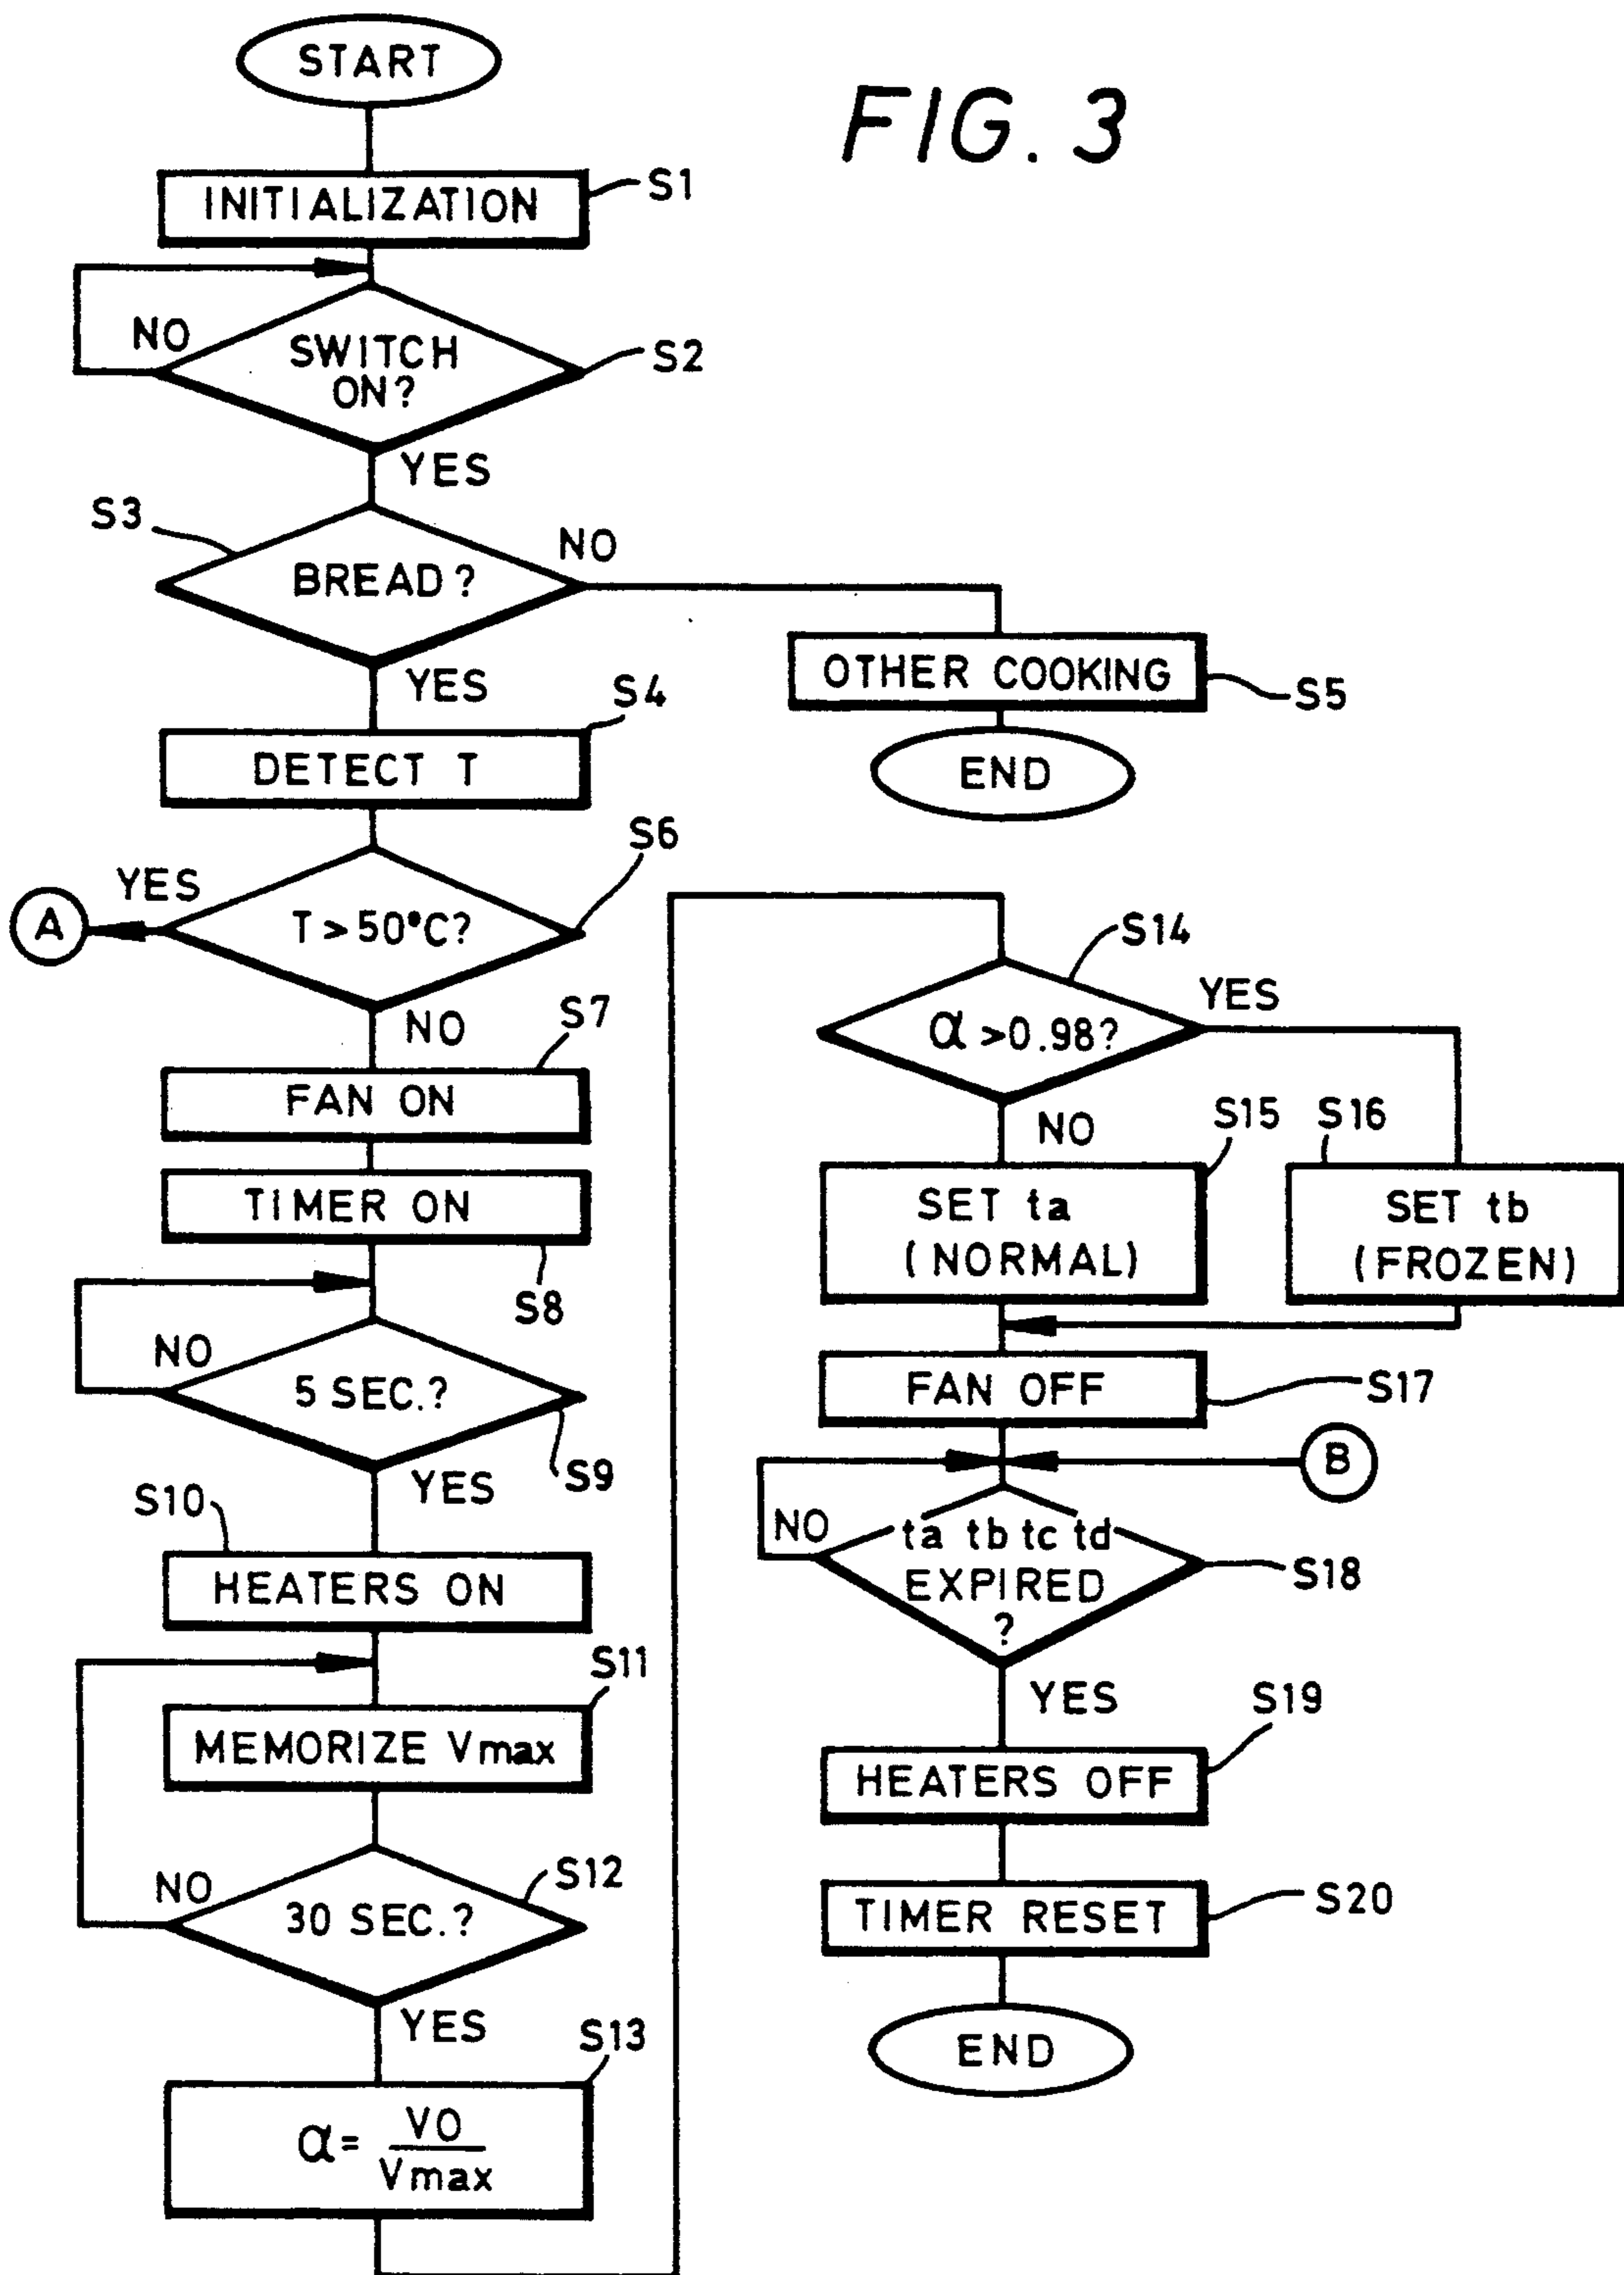 START
FIG. 3
INITIALIZATION
S1
NO
SWITCH
ON?
S2
YES
S3
BREAD?
NO
OTHER COOKING
S5
END
YES
S4
DETECT T
S6
YES
A
T > 50°C?
NO
S7
FAN ON
TIMER ON
S8
NO
5 SEC.?
S9
YES
S10
HEATERS ON
S11
MEMORIZE Vmax
NO
30 SEC.?
S12
YES
S13
α = V0
Vmax
S14
α > 0.98?
YES
NO
S15
SET ta
(NORMAL)
S16
SET tb
(FROZEN)
FAN OFF
S17
B
NO
ta tb tc td
EXPIRED
?
S18
YES
S19
HEATERS OFF
TIMER RESET
S20
END